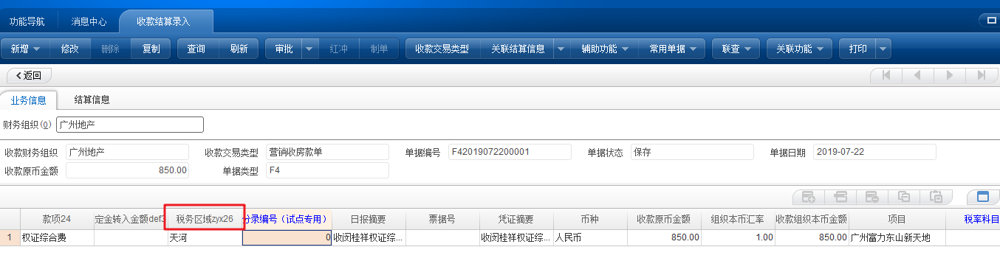 功能导航 消息中心 收款结算录入
新增 修改 删除 复制 查询 刷新 审批 红冲 制单 收款交易类型 关联结算信息 辅助功能 常用单据 联查 关联功能 打印
返回
业务信息 结算信息
财务组织(O) 广州地产
收款财务组织 广州地产 收款交易类型 营销收房款单 单据编号 F42019072200001 单据状态 保存 单据日期 2019-07-22
收款原币金额 850.00 单据类型 F4
款项24 定金转入金额def3 税务区域zyx26 分录编号（试点专用） 日报摘要 票据号 凭证摘要 币种 收款原币金额 组织本币汇率 收款组织本币金额 项目 税率科目
1 权证综合费 天河 0 收闵桂祥权证综... 收闵桂祥权证综... 人民币 850.00 1.00 850.00 广州富力东山新天地